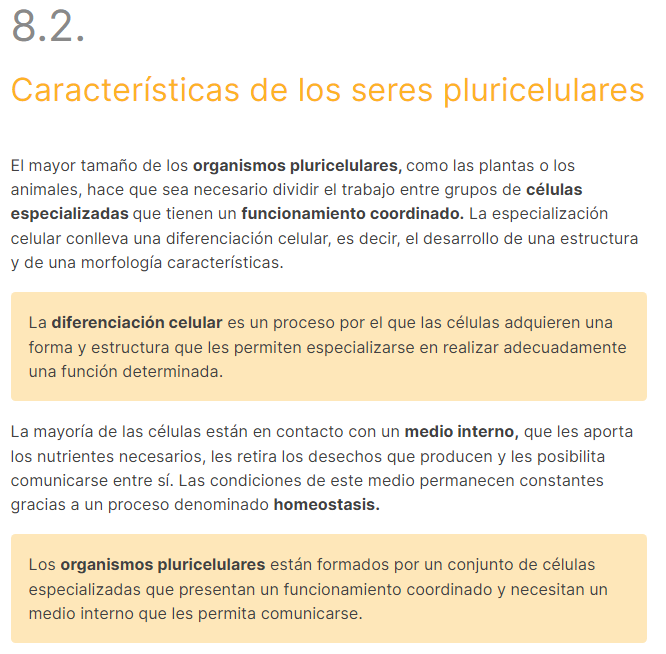 8.2.
Características de los seres pluricelulares
El mayor tamaño de los organismos pluricelulares, como las plantas o los
animales, hace que sea necesario dividir el trabajo entre grupos de células
especializadas que tienen un funcionamiento coordinado. La especialización
celular conlleva una diferenciación celular, es decir, el desarrollo de una estructura
y de una morfología características.
La diferenciación celular es un proceso por el que las células adquieren una
forma y estructura que les permiten especializarse en realizar adecuadamente
una función determinada.
La mayoría de las células están en contacto con un medio interno, que les aporta
los nutrientes necesarios, les retira los desechos que producen y les posibilita
comunicarse entre sí. Las condiciones de este medio permanecen constantes
gracias a un proceso denominado homeostasis.
Los organismos pluricelulares están formados por un conjunto de células
especializadas que presentan un funcionamiento coordinado y necesitan un
medio interno que les permita comunicarse.